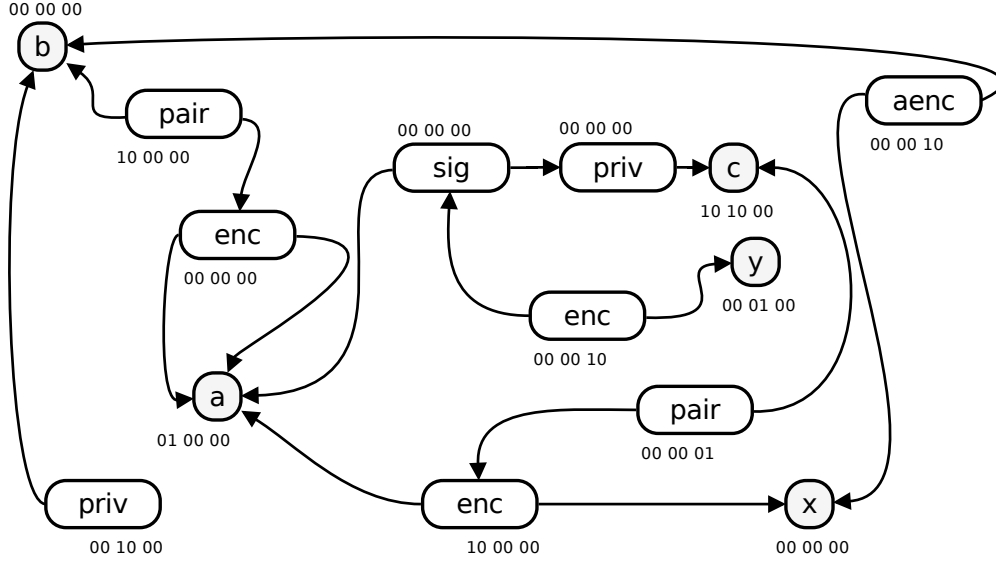 00 00 00
b
pair
10 00 00
aenc
00 00 10
00 00 00
sig
00 00 00
priv
c
10 10 00
enc
00 00 00
y
00 01 00
enc
00 00 10
a
01 00 00
pair
00 00 01
priv
00 10 00
enc
10 00 00
x
00 00 00